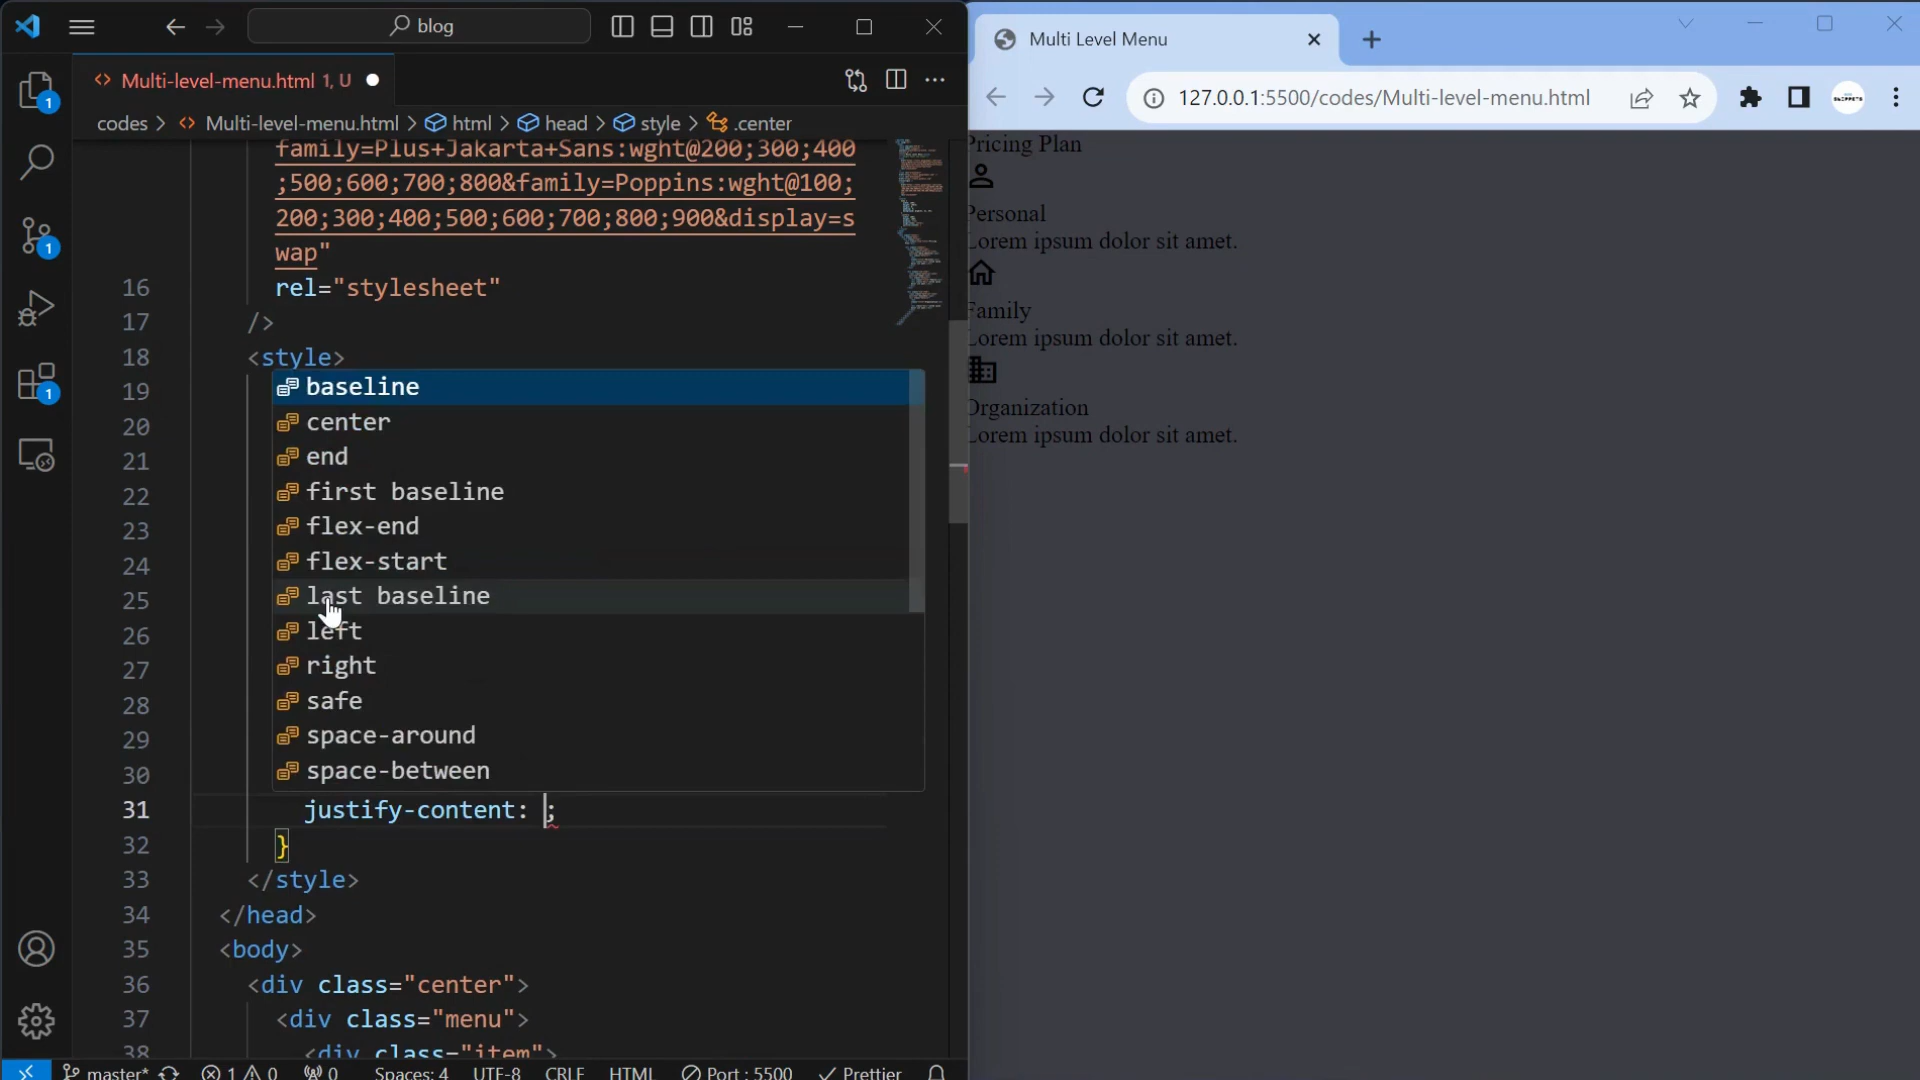 blog
Multi-level-menu.html 1, U
codes > Multi-level-menu.html > html > head > style > .center
family=Plus+Jakarta+Sans:wght@200;300;400
;500;600;700;800&family=Poppins:wght@100;
200;300;400;500;600;700;800;900&display=s
wap"
16 rel="stylesheet"
17 />
18 <style>
19
20
21
22
23
24
25
26
27
28
29
30
baseline
center
end
first baseline
flex-end
flex-start
last baseline
left
right
safe
space-around
space-between
31 justify-content: ;
32 }
33 </style>
34 </head>
35 <body>
36 <div class="center">
37 <div class="menu">
38 <div class="item">
1
1
1
master* 1 0 0 Spaces: 4 UTF-8 CRLF HTML Port : 5500 Prettier
Multi Level Menu
127.0.0.1:5500/codes/Multi-level-menu.html
Pricing Plan
Personal
Lorem ipsum dolor sit amet.
Family
Lorem ipsum dolor sit amet.
Organization
Lorem ipsum dolor sit amet.